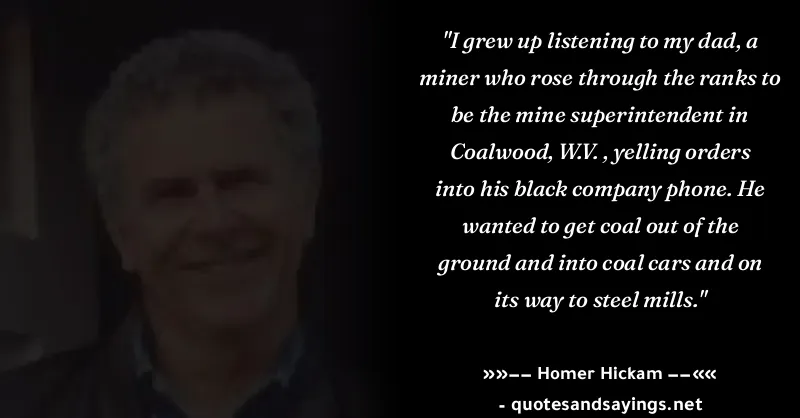 "I grew up listening to my dad, a
miner who rose through the ranks to
be the mine superintendent in
Coalwood, W.V. , yelling orders
into his black company phone. He
wanted to get coal out of the
ground and into coal cars and on
its way to steel mills."
»»–– Homer Hickam ––««
- quotesandsayings.net